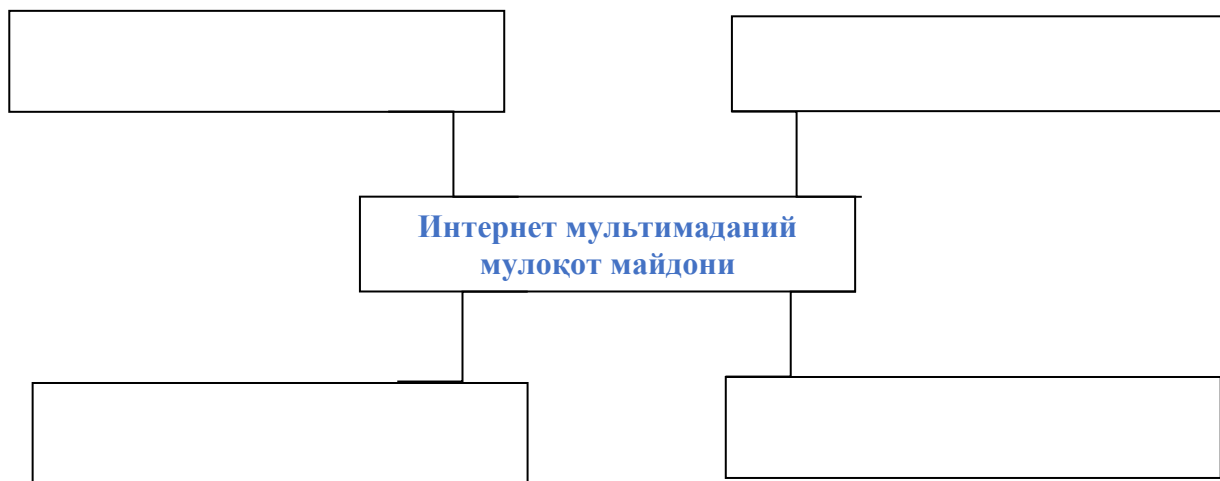 Интернет мультимаданий
мулоқот майдони